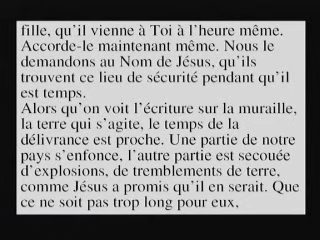 fille, qu’il vienne à Toi à l’heure même.
Accorde-le maintenant même. Nous le
demandons au Nom de Jésus, qu’ils
trouvent ce lieu de sécurité pendant qu’il
est temps.
Alors qu’on voit l’écriture sur la muraille,
la terre qui s’agite, le temps de la
délivrance est proche. Une partie de notre
pays s’enfonce, l’autre partie est secouée
d’explosions, de tremblements de terre,
comme Jésus a promis qu’il en serait. Que
ce ne soit pas trop long pour eux,